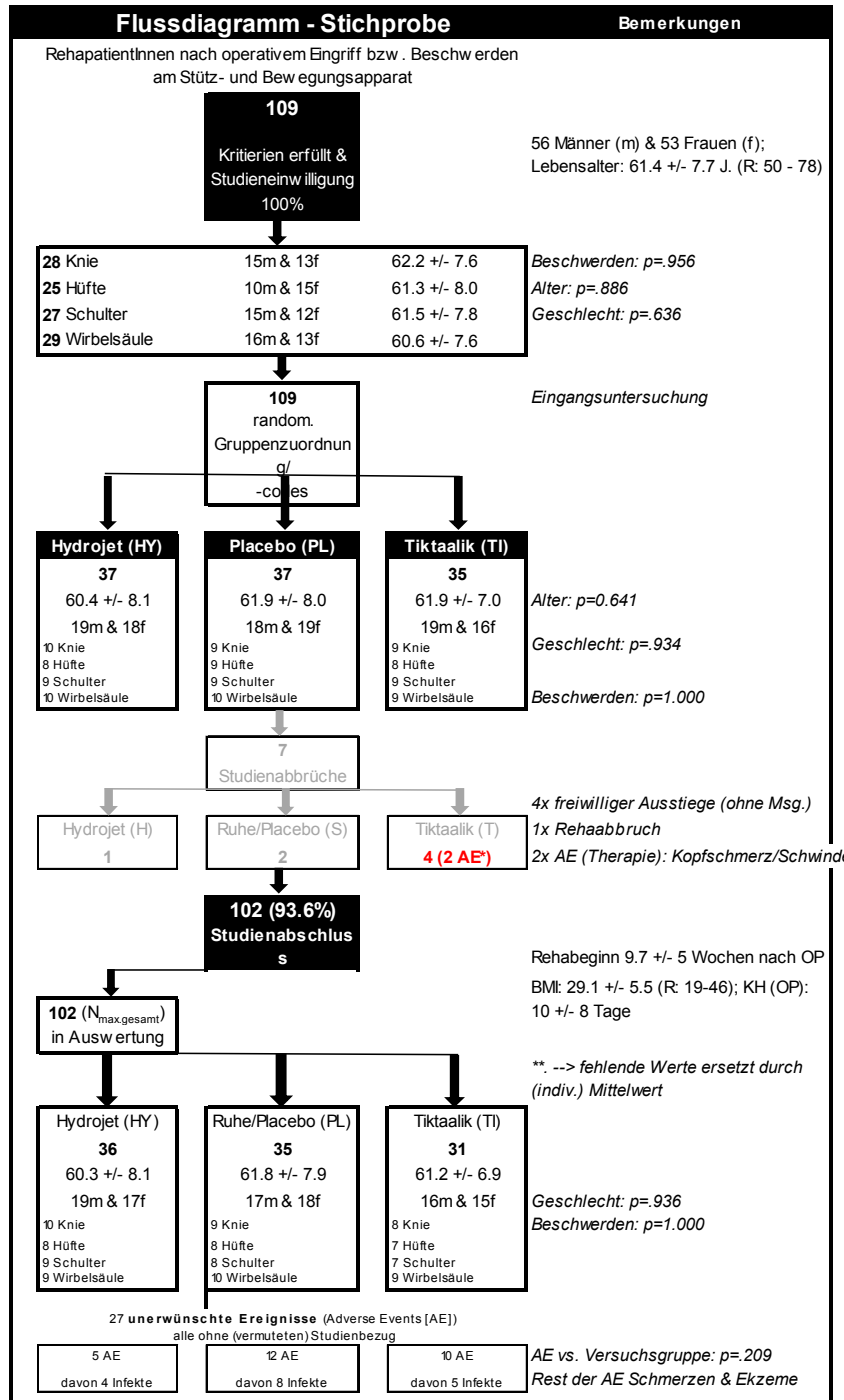 Flussdiagramm - Stichprobe
Bemerkungen
RehapatientInnen nach operativem Eingriff bzw. Beschwerden
am Stütz- und Bewegungsapparat
109
Kritierien erfüllt &
Studieneinwilligung
100%
56 Männer (m) & 53 Frauen (f);
Lebensalter: 61.4 +/- 7.7 J. (R: 50 - 78)
28 Knie 15m & 13f 62.2 +/- 7.6 Beschwerden: p=.956
25 Hüfte 10m & 15f 61.3 +/- 8.0 Alter: p=.886
27 Schulter 15m & 12f 61.5 +/- 7.8 Geschlecht: p=.636
29 Wirbelsäule 16m & 13f 60.6 +/- 7.6
109
random.
Gruppenzuordnun
g/
-codes
Eingangsuntersuchung
Hydrojet (HY)
37
60.4 +/- 8.1
19m & 18f
10 Knie
8 Hüfte
9 Schulter
10 Wirbelsäule
Placebo (PL)
37
61.9 +/- 8.0
18m & 19f
9 Knie
9 Hüfte
9 Schulter
10 Wirbelsäule
Tiktaalik (TI)
35
61.9 +/- 7.0
19m & 16f
9 Knie
8 Hüfte
9 Schulter
9 Wirbelsäule
Alter: p=0.641
Geschlecht: p=.934
Beschwerden: p=1.000
7
Studienabbrüche
Hydrojet (H)
1
Ruhe/Placebo (S)
2
Tiktaalik (T)
4 (2 AE*)
4x freiwilliger Ausstiege (ohne Msg.)
1x Rehaabbruch
2x AE (Therapie): Kopfschmerz/Schwinde
102 (93.6%)
Studienabschlus
s
Rehabeginn 9.7 +/- 5 Wochen nach OP
BMI: 29.1 +/- 5.5 (R: 19-46); KH (OP):
10 +/- 8 Tage
102 (Nmax.gesamt)
in Auswertung
**. --> fehlende Werte ersetzt durch
(indiv.) Mittelwert
Hydrojet (HY)
36
60.3 +/- 8.1
19m & 17f
10 Knie
8 Hüfte
9 Schulter
9 Wirbelsäule
Ruhe/Placebo (PL)
35
61.8 +/- 7.9
17m & 18f
9 Knie
8 Hüfte
8 Schulter
10 Wirbelsäule
Tiktaalik (TI)
31
61.2 +/- 6.9
16m & 15f
8 Knie
7 Hüfte
7 Schulter
9 Wirbelsäule
Geschlecht: p=.936
Beschwerden: p=1.000
27 unerwünschte Ereignisse (Adverse Events [AE])
alle ohne (vermuteten) Studienbezug
5 AE
davon 4 Infekte
12 AE
davon 8 Infekte
10 AE
davon 5 Infekte
AE vs. Versuchsgruppe: p=.209
Rest der AE Schmerzen & Ekzeme